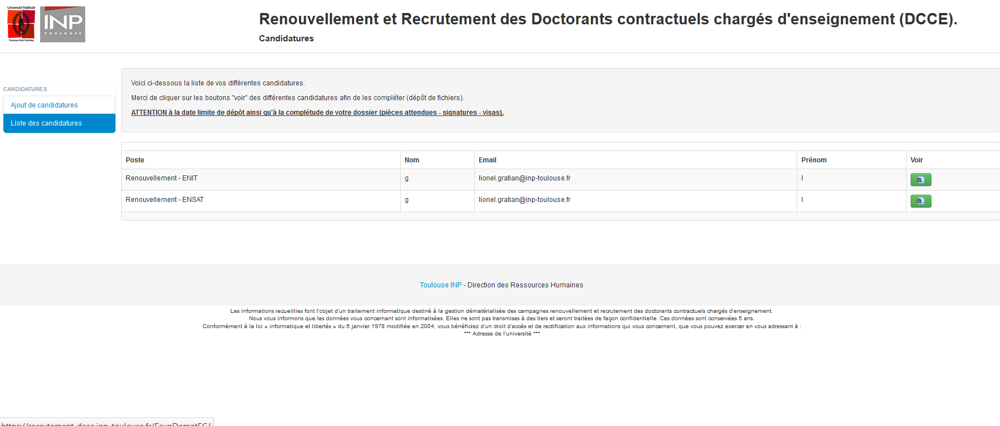 Université Fédérale
Toulouse Midi-Pyrénées
INP
TOULOUSE
Renouvellement et Recrutement des Doctorants contractuels chargés d'enseignement (DCCE).
Candidatures
CANDIDATURES
Ajout de candidatures
Liste des candidatures
Voici ci-dessous la liste de vos différentes candidatures.
Merci de cliquer sur les boutons "voir" des différentes candidatures afin de les compléter (dépôt de fichiers).
ATTENTION à la date limite de dépôt ainsi qu'à la complétude de votre dossier (pièces attendues - signatures - visas).
Poste Nom Email Prénom Voir
Renouvellement - ENIT g lionel.gratian@inp-toulouse.fr l
Renouvellement - ENSAT g lionel.gratian@inp-toulouse.fr l
Toulouse INP - Direction des Ressources Humaines
Les informations recueillies font l'objet d'un traitement informatique destiné à la gestion dématérialisée des campagnes renouvellement et recrutement des doctorants contractuels chargés d'enseignement.
Nous vous informons que les données vous concernant sont informatisées. Elles ne sont pas transmises à des tiers et seront traitées de façon confidentielle. Ces données sont conservées 5 ans.
Conformément à la loi « informatique et libertés » du 6 janvier 1978 modifiée en 2004, vous bénéficiez d'un droit d'accès et de rectification aux informations qui vous concernent, que vous pouvez exercer en vous adressant à :
*** Adresse de l'université ***
https://recrutement-dcce.inp-toulouse.fr/EsupDematEC/